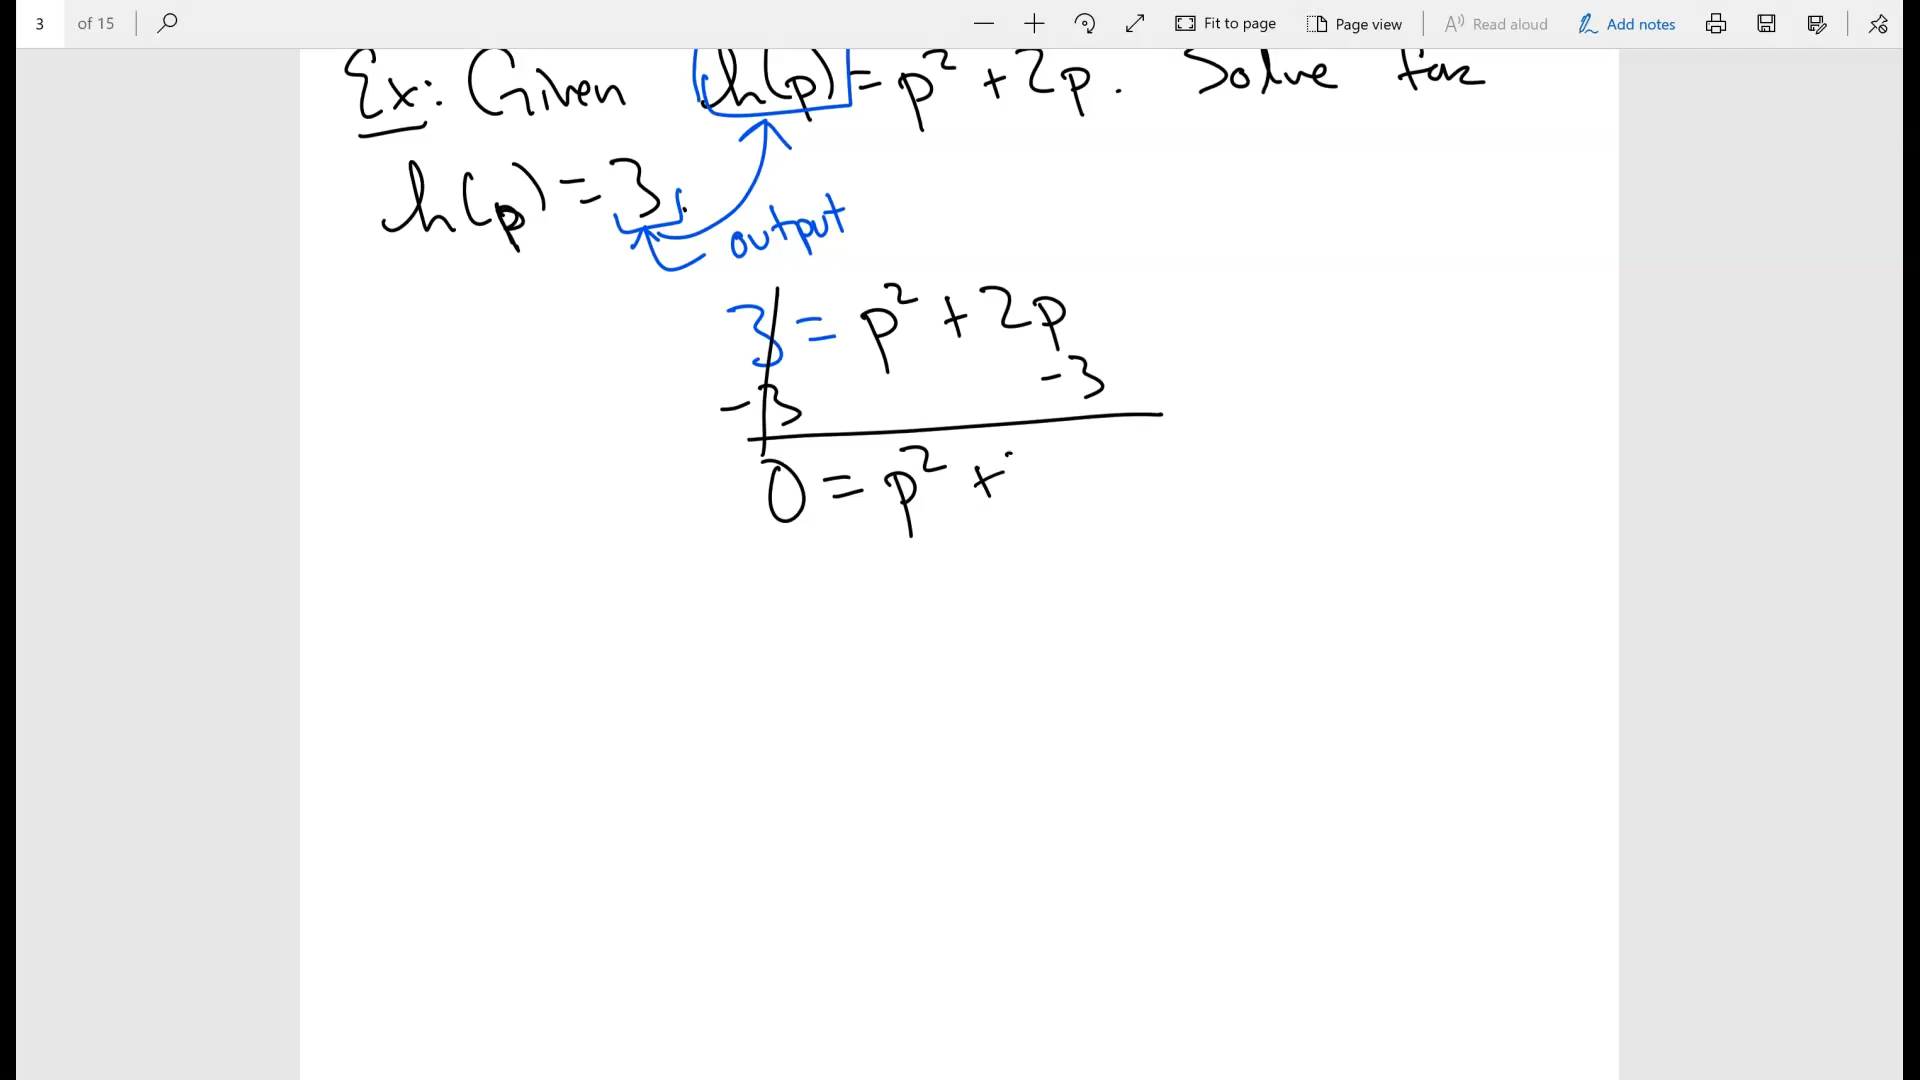 3 of 15 Fit to page Page view Read aloud Add notes
Ex: Given h(p) = p² + 2p. Solve for
h(p) = 3.
output
3 = p² + 2p
-3 -3
0 = p² +